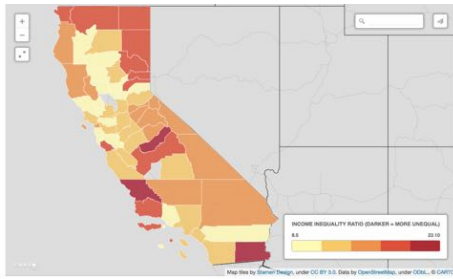 +
−
INCOME INEQUALITY RATIO (DARKER = MORE UNEQUAL)
8.5 23.10
Map tiles by Stamen Design, under CC BY 3.0. Data by OpenStreetMap, under ODbL, © CARTO